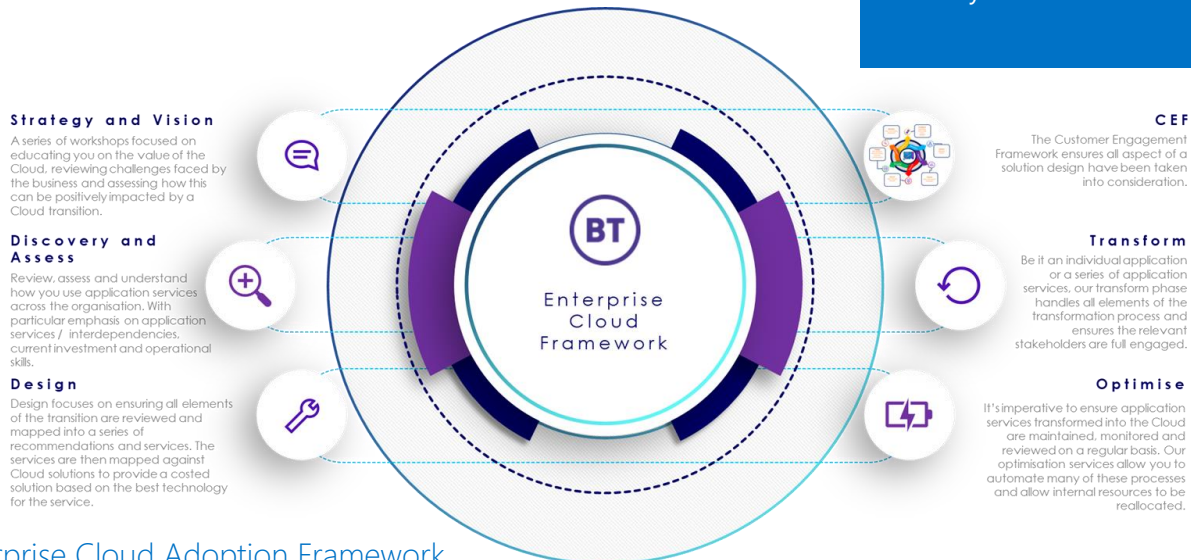 Strategy and Vision
A series of workshops focused on
educating you on the value of the
Cloud, reviewing challenges faced by
the business and assessing how this
can be positively impacted by a
Cloud transition.
Discovery and
Assess
Review, assess and understand
how you use application services
across the organisation. With
particular emphasis on application
services / interdependencies,
current investment and operational
skills.
Design
Design focuses on ensuring all elements
of the transition are reviewed and
mapped into a series of
recommendations and services. The
services are then mapped against
Cloud solutions to provide a costed
solution based on the best technology
for the service.
BT
Enterprise
Cloud
Framework
CEF
The Customer Engagement
Framework ensures all aspect of a
solution design have been taken
into consideration.
Transform
Be it an individual application
or a series of application
services, our transform phase
handles all elements of the
transformation process and
ensures the relevant
stakeholders are full engaged.
Optimise
It's imperative to ensure application
services transformed into the Cloud
are maintained, monitored and
reviewed on a regular basis. Our
optimisation services allow you to
automate many of these processes
and allow internal resources to be
reallocated.
Cloud Adoption Framework